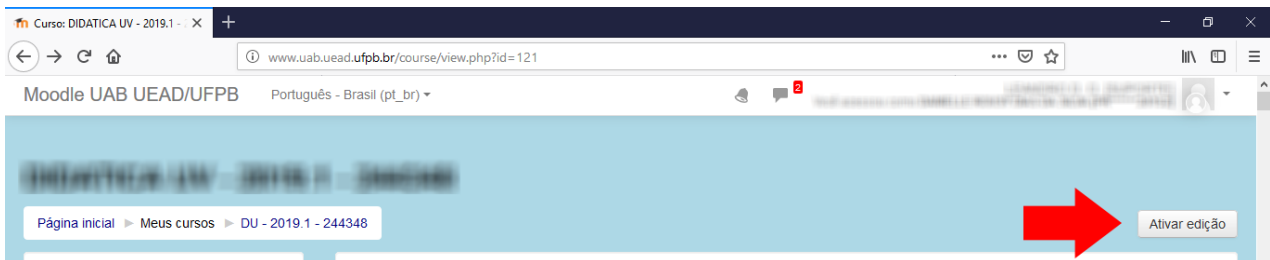 Curso: DIDATICA UV - 2019.1 -
www.uab.uead.ufpb.br/course/view.php?id=121
Moodle UAB UEAD/UFPB Português - Brasil (pt_br) 2
Página inicial Meus cursos DU - 2019.1 - 244348 Ativar edição